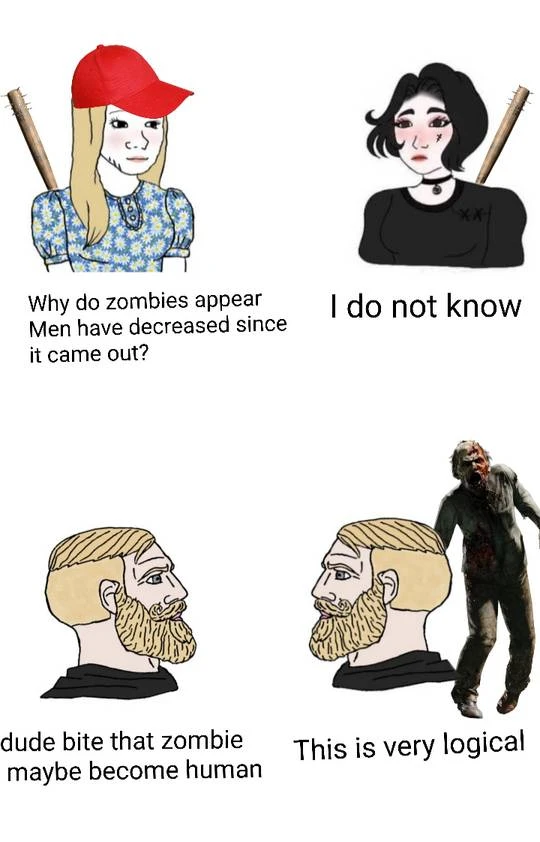 Why do zombies appear
Men have decreased since
it came out?
I do not know
dude bite that zombie
maybe become human
This is very logical